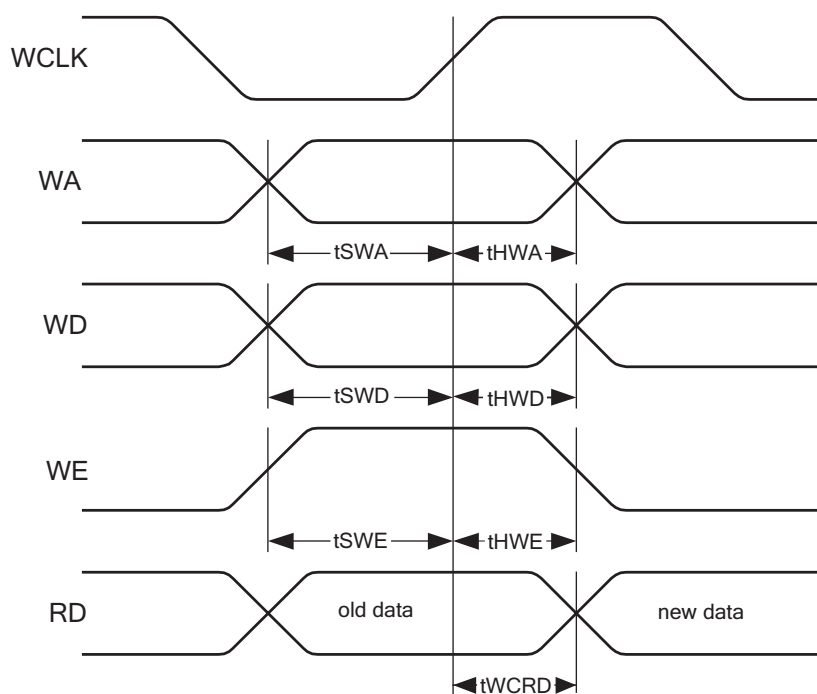 WCLK
WA
tSWA tHWA
WD
tSWD tHWD
WE
tSWE tHWE
RD old data new data
tWCRD